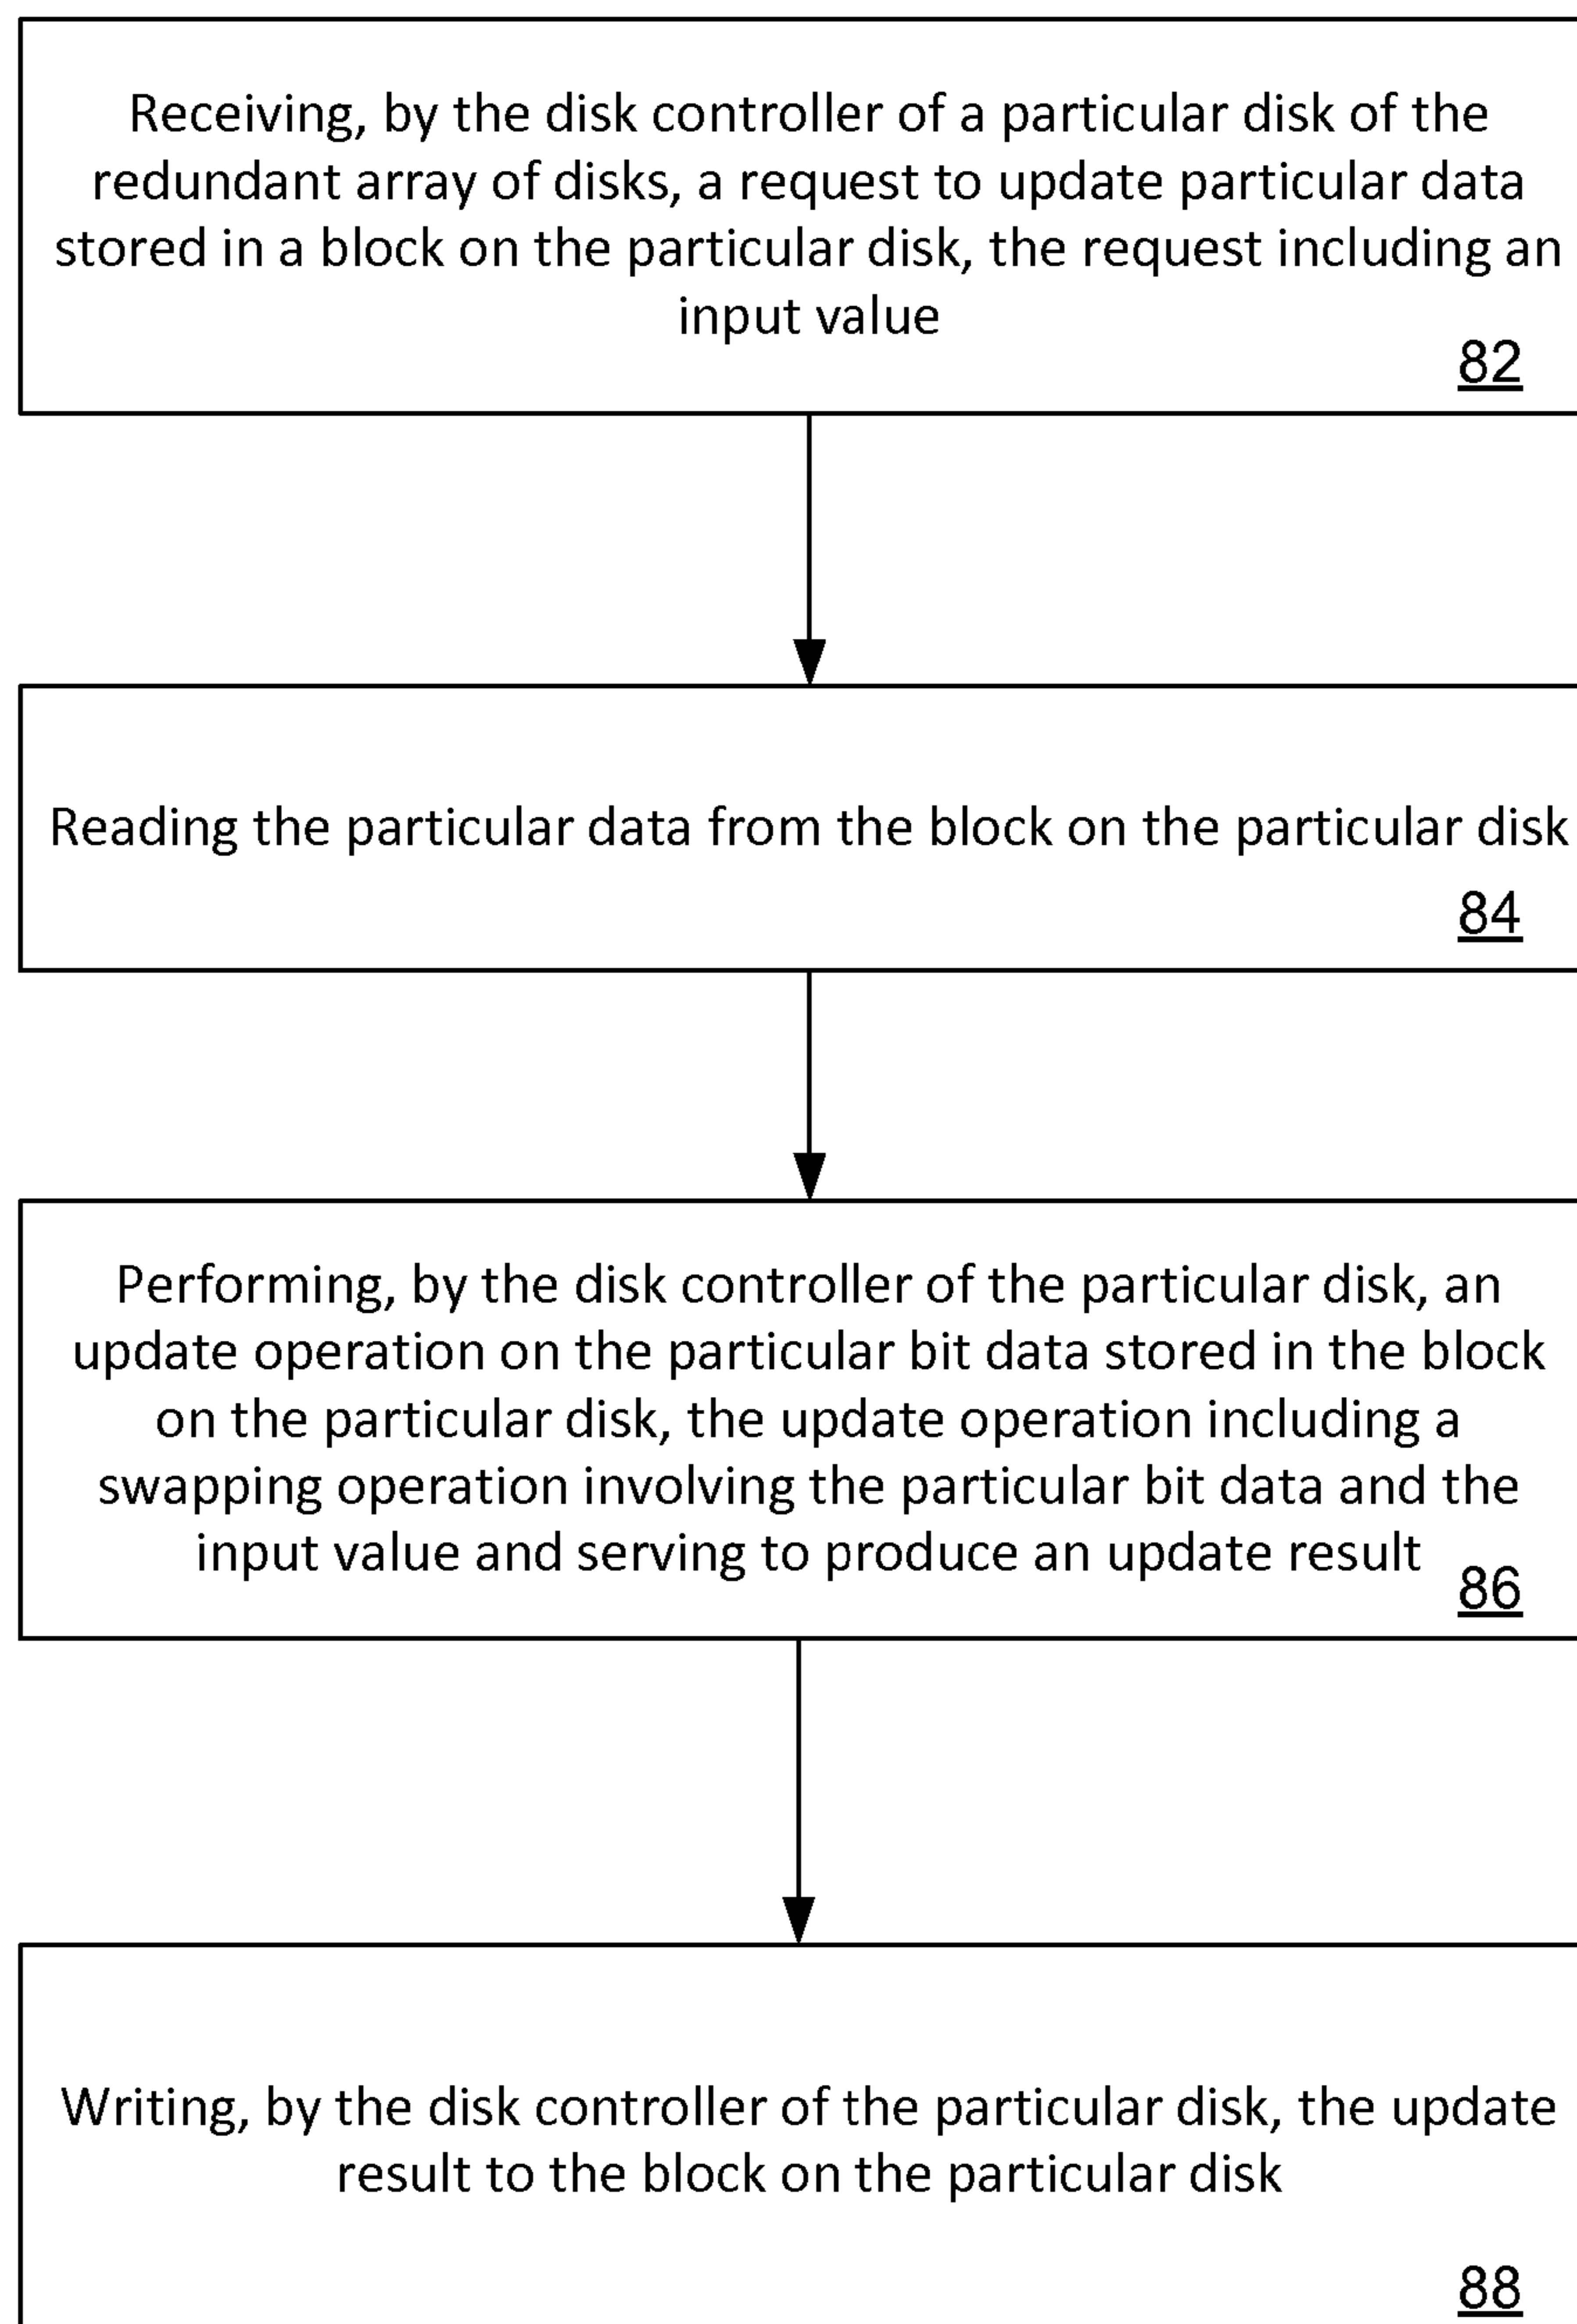 Receiving, by the disk controller of a particular disk of the
redundant array of disks, a request to update particular data
stored in a block on the particular disk, the request including an
input value
82
Reading the particular data from the block on the particular disk
84
Performing, by the disk controller of the particular disk, an
update operation on the particular bit data stored in the block
on the particular disk, the update operation including a
swapping operation involving the particular bit data and the
input value and serving to produce an update result
86
Writing, by the disk controller of the particular disk, the update
result to the block on the particular disk
88